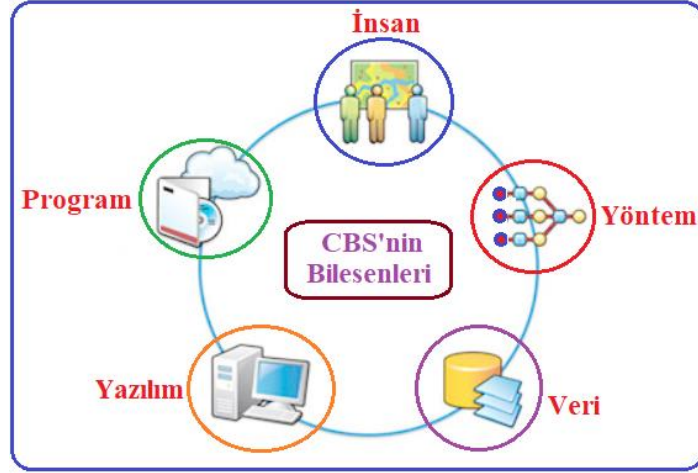 İnsan
Program
Yöntem
CBS'nin
Bilesenleri
Yazılım
Veri